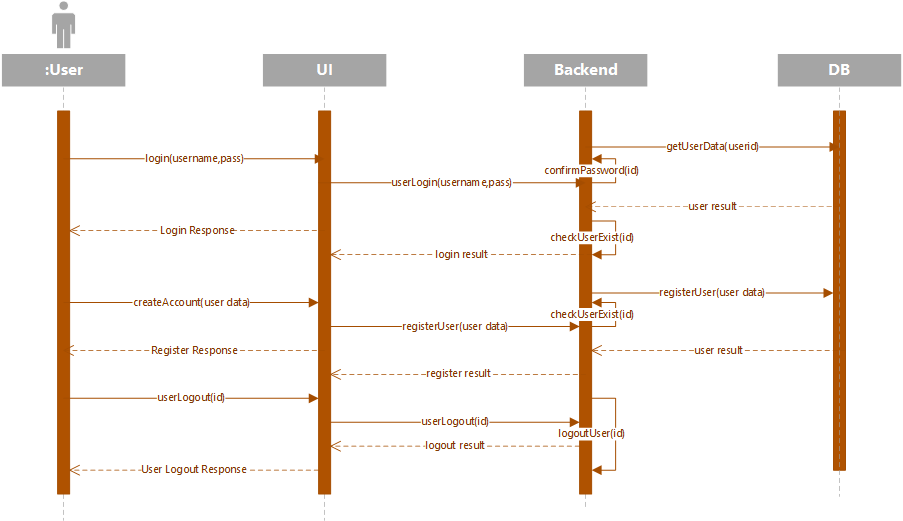 :User
UI
Backend
DB
getUserData(userid)
login(username,pass)
confirmPassword(id)
userLogin(username,pass)
user result
Login Response
checkUserExist(id)
login result
registerUser(user data)
createAccount(user data)
checkUserExist(id)
registerUser(user data)
Register Response
user result
register result
userLogout(id)
userLogout(id)
logoutUser(id)
logout result
User Logout Response